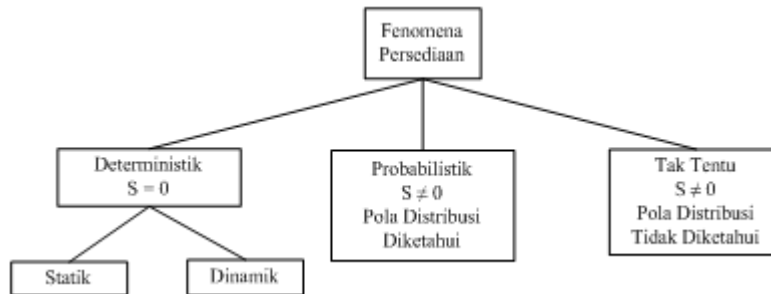 Fenomena
Persediaan
Deterministik
S = 0
Probabilistik
S ≠ 0
Pola Distribusi
Diketahui
Tak Tentu
S ≠ 0
Pola Distribusi
Tidak Diketahui
Statik
Dinamik